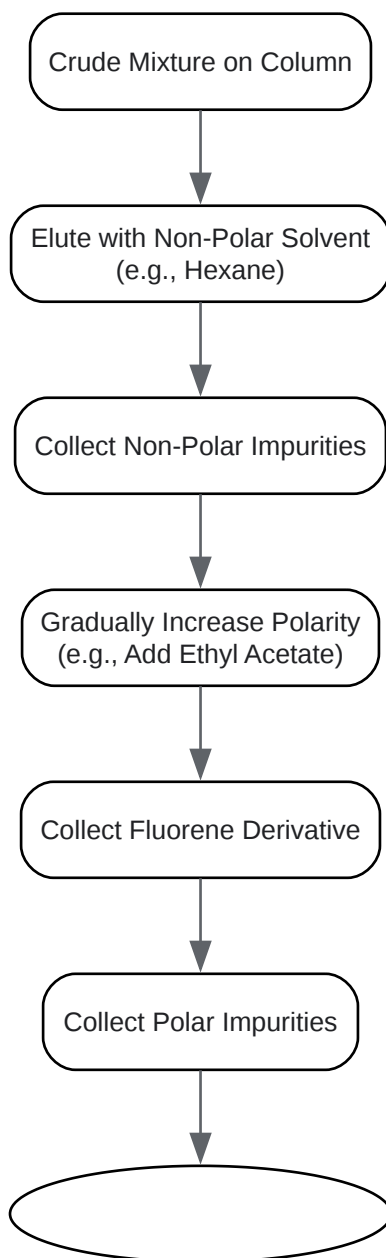 Crude Mixture on Column
Elute with Non-Polar Solvent
(e.g., Hexane)
Collect Non-Polar Impurities
Gradually Increase Polarity
(e.g., Add Ethyl Acetate)
Collect Fluorene Derivative
Collect Polar Impurities